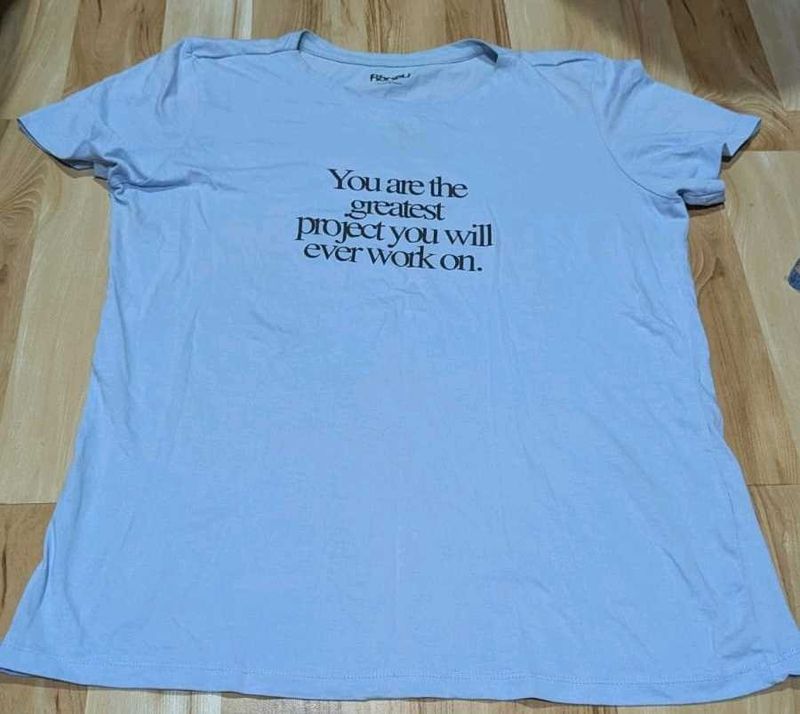 You are the
greatest
project you will
ever work on.